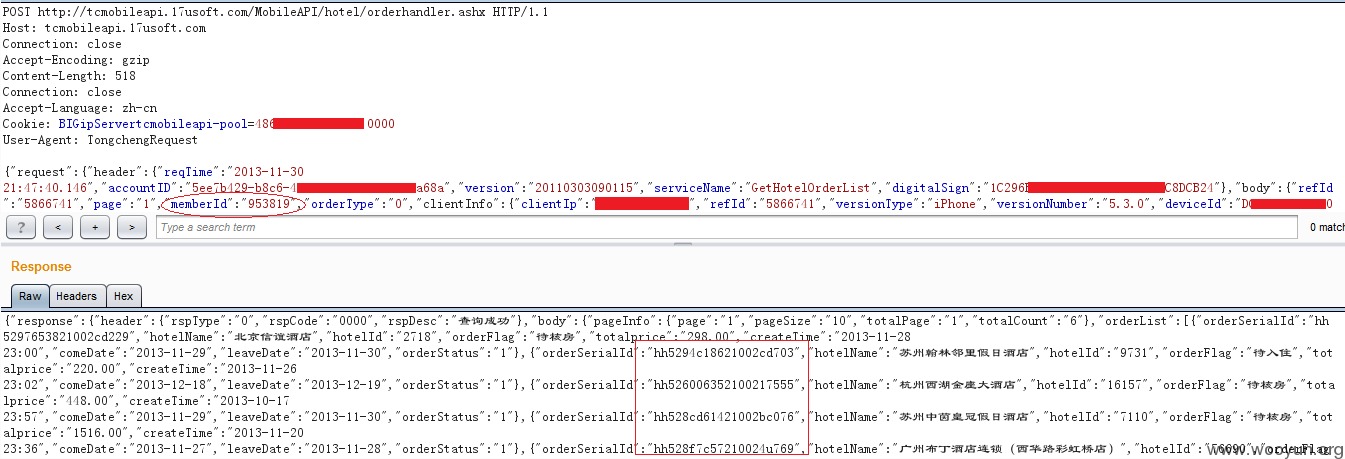 POST http://tcmobileapi.17usoft.com/MobileAPI/hotel/orderhandler.ashx HTTP/1.1
Host: tcmobileapi.17usoft.com
Connection: close
Accept-Encoding: gzip
Content-Length: 518
Connection: close
Accept-Language: zh-cn
Cookie: BIGipServertcmobileapi-pool=486 0000
User-Agent: TongchengRequest
{"request":{"header":{"reqTime":"2013-11-30
21:47:40.146","accountID":"5ee7b429-b8c6-4 a68a","version":"20110303090115","serviceName":"GetHotelOrderList","digitalSign":"1C296 C8DCB24"},"body":{"refId
":"5866741","page":"1","memberId":"953819","orderType":"0","clientInfo":{"clientIp":" ","refId":"5866741","versionType":"iPhone","versionNumber":"5.3.0","deviceId":"D 0
? < + > Type a search term 0 match
Response
Raw Headers Hex
{"response":{"header":{"rspType":"0","rspCode":"0000","rspDesc":"查询成功"},"body":{"pageInfo":{"page":"1","pageSize":"10","totalPage":"1","totalCount":"6"},"orderList":[{"orderSerialId":"hh
5297653821002cd229","hotelName":"北京信谊酒店","hotelId":"2718","orderFlag":"待核房","totalprice":"298.00","createTime":"2013-11-28
23:00","comeDate":"2013-11-29","leaveDate":"2013-11-30","orderStatus":"1"},{"orderSerialId":"hh5294c18621002cd703","hotelName":"苏州翰林邻里假日酒店","hotelId":"9731","orderFlag":"待入住","tot
alprice":"220.00","createTime":"2013-11-26
23:02","comeDate":"2013-12-18","leaveDate":"2013-12-19","orderStatus":"1"},{"orderSerialId":"hh526006352100217555","hotelName":"杭州西湖金座大酒店","hotelId":"16157","orderFlag":"待核房","tota
lprice":"448.00","createTime":"2013-10-17
23:57","comeDate":"2013-11-29","leaveDate":"2013-11-30","orderStatus":"1"},{"orderSerialId":"hh528cd61421002bc076","hotelName":"苏州中茵皇冠假日酒店","hotelId":"7110","orderFlag":"待核房","tot
alprice":"1516.00","createTime":"2013-11-20
23:36","comeDate":"2013-11-27","leaveDate":"2013-11-28","orderStatus":"1"},{"orderSerialId":"hh528f7c57210024u769","hotelName":"广州布丁酒店连锁（西华路彩虹桥店）","hotelId":"6690","orderFlag
www.wooyun.org